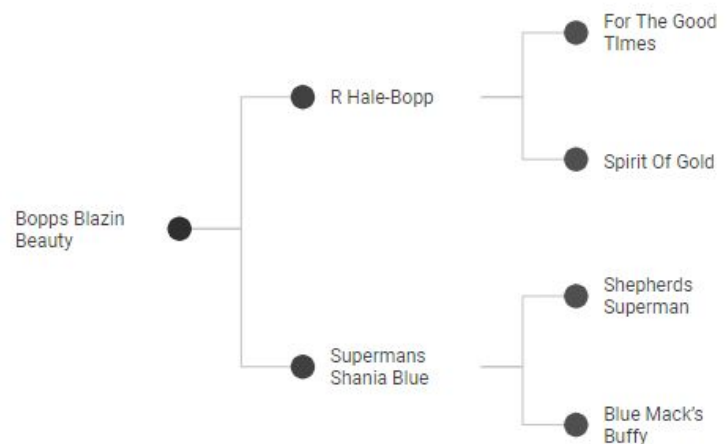 For The Good
TImes
R Hale-Bopp
Spirit Of Gold
Bopps Blazin
Beauty
Shepherds
Superman
Supermans
Shania Blue
Blue Mack's
Buffy